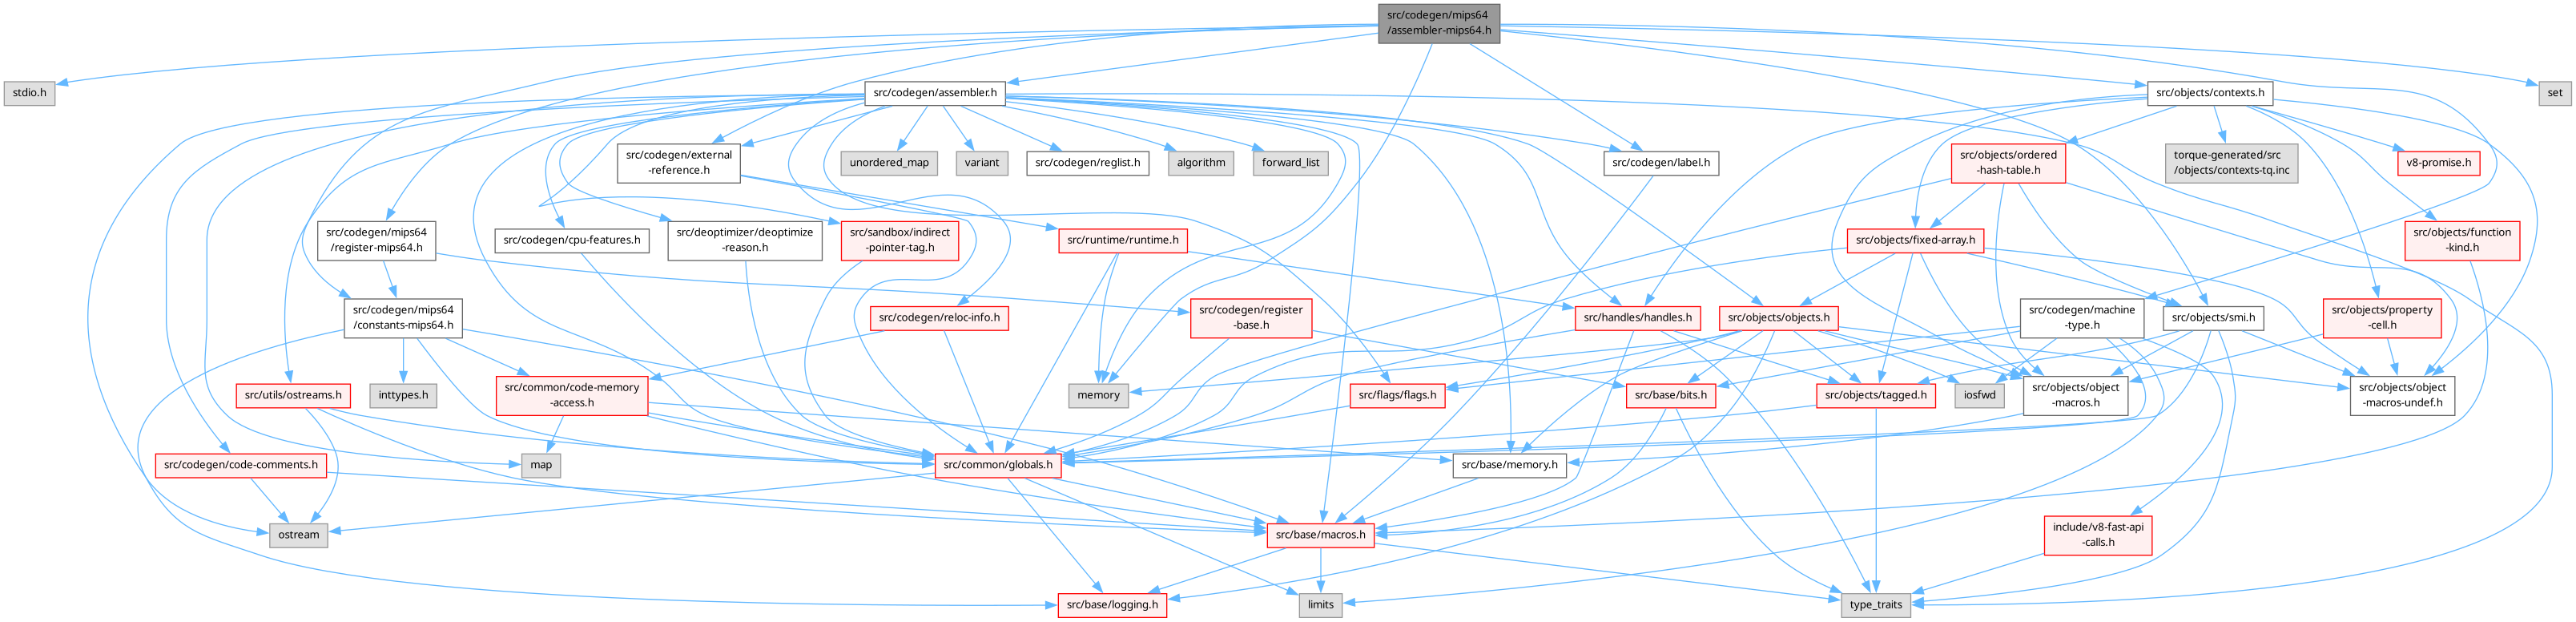 src/codegen/mips64
/assembler-mips64.h
stdio.h
src/codegen/assembler.h
src/objects/contexts.h
set
src/codegen/external
-reference.h
unordered_map
variant
src/codegen/reglist.h
algorithm
forward_list
src/codegen/label.h
src/objects/ordered
-hash-table.h
torque-generated/src
/objects/contexts-tq.inc
v8-promise.h
src/codegen/mips64
/register-mips64.h
src/codegen/cpu-features.h
src/deoptimizer/deoptimize
-reason.h
src/sandbox/indirect
-pointer-tag.h
src/runtime/runtime.h
src/objects/fixed-array.h
src/objects/function
-kind.h
src/codegen/mips64
/constants-mips64.h
src/codegen/reloc-info.h
src/codegen/register
-base.h
src/handles/handles.h
src/objects/objects.h
src/codegen/machine
-type.h
src/objects/smi.h
src/objects/property
-cell.h
src/utils/ostreams.h
inttypes.h
src/common/code-memory
-access.h
memory
src/flags/flags.h
src/base/bits.h
src/objects/tagged.h
iosfwd
src/objects/object
-macros.h
src/objects/object
-macros-undef.h
src/codegen/code-comments.h
map
src/common/globals.h
src/base/memory.h
ostream
src/base/macros.h
include/v8-fast-api
-calls.h
src/base/logging.h
limits
type_traits